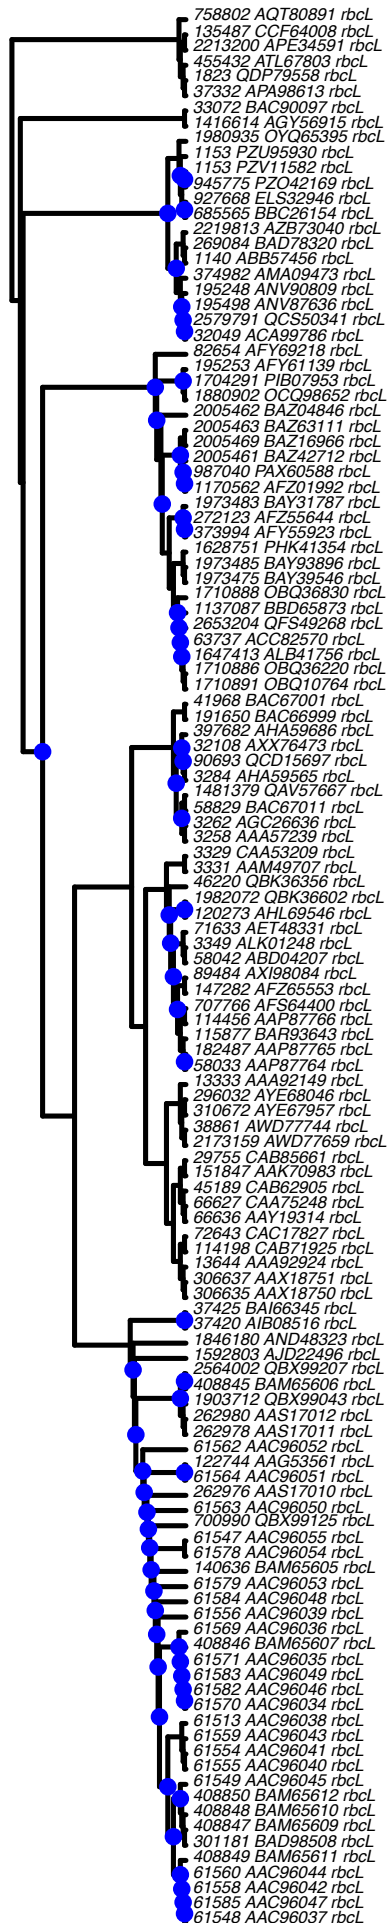 758802 AQT80891 rbcL
135487 CCF64008 rbcL
2213200 APE34591 rbcL
455432 ATL67803 rbcL
1823 QDP79558 rbcL
37332 APA98613 rbcL
33072 BAC90097 rbcL
1416614 AGY56915 rbcL
1980935 OYQ65395 rbcL
1153 PZU95930 rbcL
1153 PZV11582 rbcL
945775 PZO42169 rbcL
927668 ELS32946 rbcL
685565 BBC26154 rbcL
2219813 AZB73040 rbcL
269084 BAD78320 rbcL
1140 ABB57456 rbcL
374982 AMA09473 rbcL
195248 ANV90809 rbcL
195498 ANV87636 rbcL
2579791 QCS50341 rbcL
32049 ACA99786 rbcL
82654 AFY69218 rbcL
195253 AFY61139 rbcL
1704291 PIB07953 rbcL
1880902 OCQ98652 rbcL
2005462 BAZ04846 rbcL
2005463 BAZ63111 rbcL
2005469 BAZ16966 rbcL
2005461 BAZ42712 rbcL
987040 PAX60588 rbcL
1170562 AFZ01992 rbcL
1973483 BAY31787 rbcL
272123 AFZ55644 rbcL
373994 AFY55923 rbcL
1628751 PHK41354 rbcL
1973485 BAY93896 rbcL
1973475 BAY39546 rbcL
1710888 OBQ36830 rbcL
1137087 BBD65873 rbcL
2653204 QFS49268 rbcL
63737 ACC82570 rbcL
1647413 ALB41756 rbcL
1710886 OBQ36220 rbcL
1710891 OBQ10764 rbcL
41968 BAC67001 rbcL
191650 BAC66999 rbcL
397682 AHA59686 rbcL
32108 AXX76473 rbcL
90693 QCD15697 rbcL
3284 AHA59565 rbcL
1481379 QAV57667 rbcL
58829 BAC67011 rbcL
3262 AGC26636 rbcL
3258 AAA57239 rbcL
3329 CAA53209 rbcL
3331 AAM49707 rbcL
46220 QBK36356 rbcL
1982072 QBK36602 rbcL
120273 AHL69546 rbcL
71633 AET48331 rbcL
3349 ALK01248 rbcL
58042 ABD04207 rbcL
89484 AXI98084 rbcL
147282 AFZ65553 rbcL
707766 AFS64400 rbcL
114456 AAP87766 rbcL
115877 BAR93643 rbcL
182487 AAP87765 rbcL
58033 AAP87764 rbcL
13333 AAA92149 rbcL
296032 AYE68046 rbcL
310672 AYE67957 rbcL
38861 AWD77744 rbcL
2173159 AWD77659 rbcL
29755 CAB85661 rbcL
151847 AAK70983 rbcL
45189 CAB62905 rbcL
66627 CAA75248 rbcL
66636 AAY19314 rbcL
72643 CAC17827 rbcL
114198 CAB71925 rbcL
13644 AAA92924 rbcL
306637 AAX18751 rbcL
306635 AAX18750 rbcL
37425 BAI66345 rbcL
37420 AIB08516 rbcL
1846180 AND48323 rbcL
1592803 AJD22496 rbcL
2564002 QBX99207 rbcL
408845 BAM65606 rbcL
1903712 QBX99043 rbcL
262980 AAS17012 rbcL
262978 AAS17011 rbcL
61562 AAC96052 rbcL
122744 AAG53561 rbcL
61564 AAC96051 rbcL
262976 AAS17010 rbcL
61563 AAC96050 rbcL
700990 QBX99125 rbcL
61547 AAC96055 rbcL
61578 AAC96054 rbcL
140636 BAM65605 rbcL
61579 AAC96053 rbcL
61584 AAC96048 rbcL
61556 AAC96039 rbcL
61569 AAC96036 rbcL
408846 BAM65607 rbcL
61571 AAC96035 rbcL
61583 AAC96049 rbcL
61582 AAC96046 rbcL
61570 AAC96034 rbcL
61513 AAC96038 rbcL
61559 AAC96043 rbcL
61554 AAC96041 rbcL
61555 AAC96040 rbcL
61549 AAC96045 rbcL
408850 BAM65612 rbcL
408848 BAM65610 rbcL
408847 BAM65609 rbcL
301181 BAD98508 rbcL
408849 BAM65611 rbcL
61560 AAC96044 rbcL
61558 AAC96042 rbcL
61585 AAC96047 rbcL
61548 AAC96037 rbcL